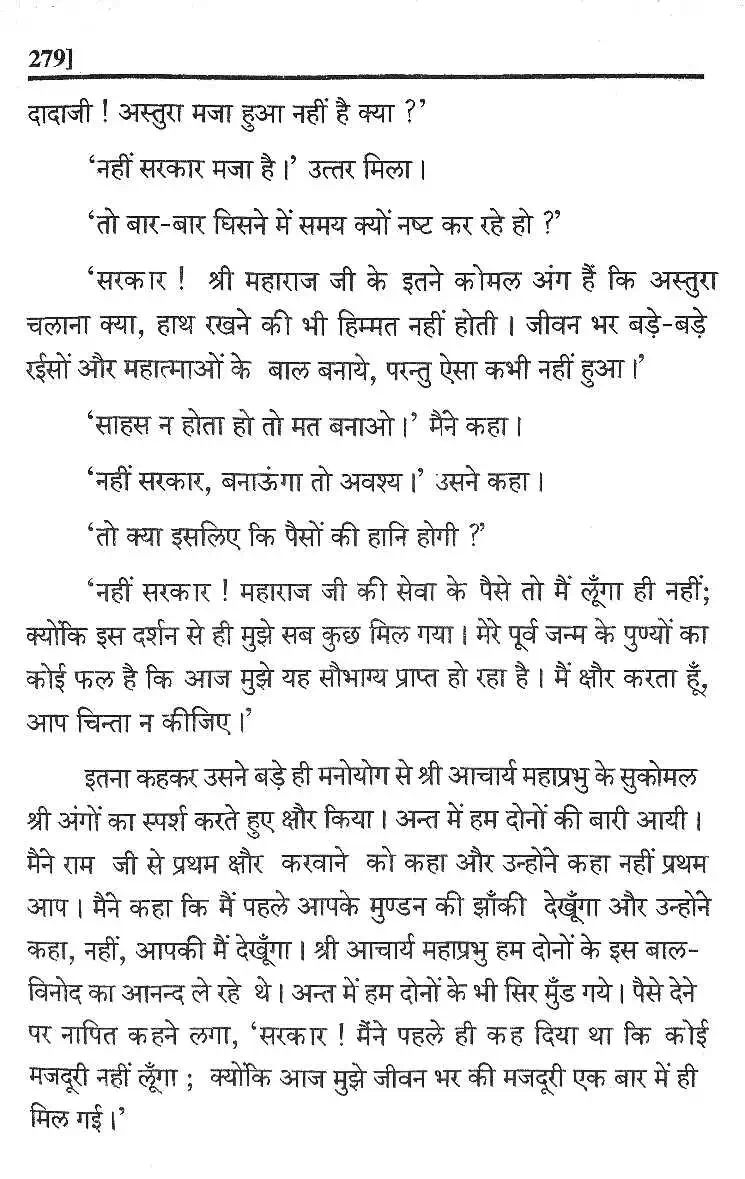 279]
दादाजी ! अस्तुरा मजा हुआ नहीं है क्या ?’
‘नहीं सरकार मजा है।’ उत्तर मिला।
‘तो बार-बार घिसने में समय क्यों नष्ट कर रहे हो ?’
‘सरकार ! श्री महाराज जी के इतने कोमल अंग हैं कि अस्तुरा
चलाना क्या, हाथ रखने की भी हिम्मत नहीं होती । जीवन भर बड़े-बड़े
रईसों और महात्माओं के बाल बनाये, परन्तु ऐसा कभी नहीं हुआ।’
‘साहस न होता हो तो मत बनाओ।’ मैंने कहा।
‘नहीं सरकार, बनाऊंगा तो अवश्य।’ उसने कहा।
‘तो क्या इसलिए कि पैसों की हानि होगी ?’
‘नहीं सरकार ! महाराज जी की सेवा के पैसे तो मैं लूँगा ही नहीं;
क्योंकि इस दर्शन से ही मुझे सब कुछ मिल गया । मेरे पूर्व जन्म के पुण्यों का
कोई फल है कि आज मुझे यह सौभाग्य प्राप्त हो रहा है । मैं क्षौर करता हूँ,
आप चिन्ता न कीजिए।’
इतना कहकर उसने बड़े ही मनोयोग से श्री आचार्य महाप्रभु के सुकोमल
श्री अंगों का स्पर्श करते हुए क्षौर किया। अन्त में हम दोनों की बारी आयी।
मैंने राम जी से प्रथम क्षौर करवाने को कहा और उन्होंने कहा नहीं प्रथम
आप । मैंने कहा कि मैं पहले आपके मुण्डन की झाँकी देखूँगा और उन्होंने
कहा, नहीं, आपकी मैं देखूँगा । श्री आचार्य महाप्रभु हम दोनों के इस बाल-
विनोद का आनन्द ले रहे थे। अन्त में हम दोनों के भी सिर मुँड गये। पैसे देने
पर नापित कहने लगा, ‘सरकार ! मैंने पहले ही कह दिया था कि कोई
मजदूरी नहीं लूँगा ; क्योंकि आज मुझे जीवन भर की मजदूरी एक बार में ही
मिल गई।’